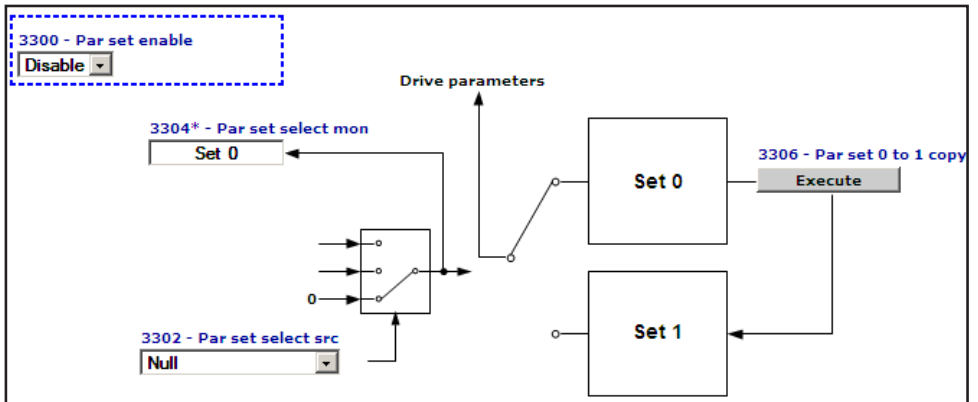 3300 - Par set enable
Disable
Drive parameters
3304* - Par set select mon
Set 0
Set 0
3306 - Par set 0 to 1 copy
Execute
0
3302 - Par set select src
Null
Set 1